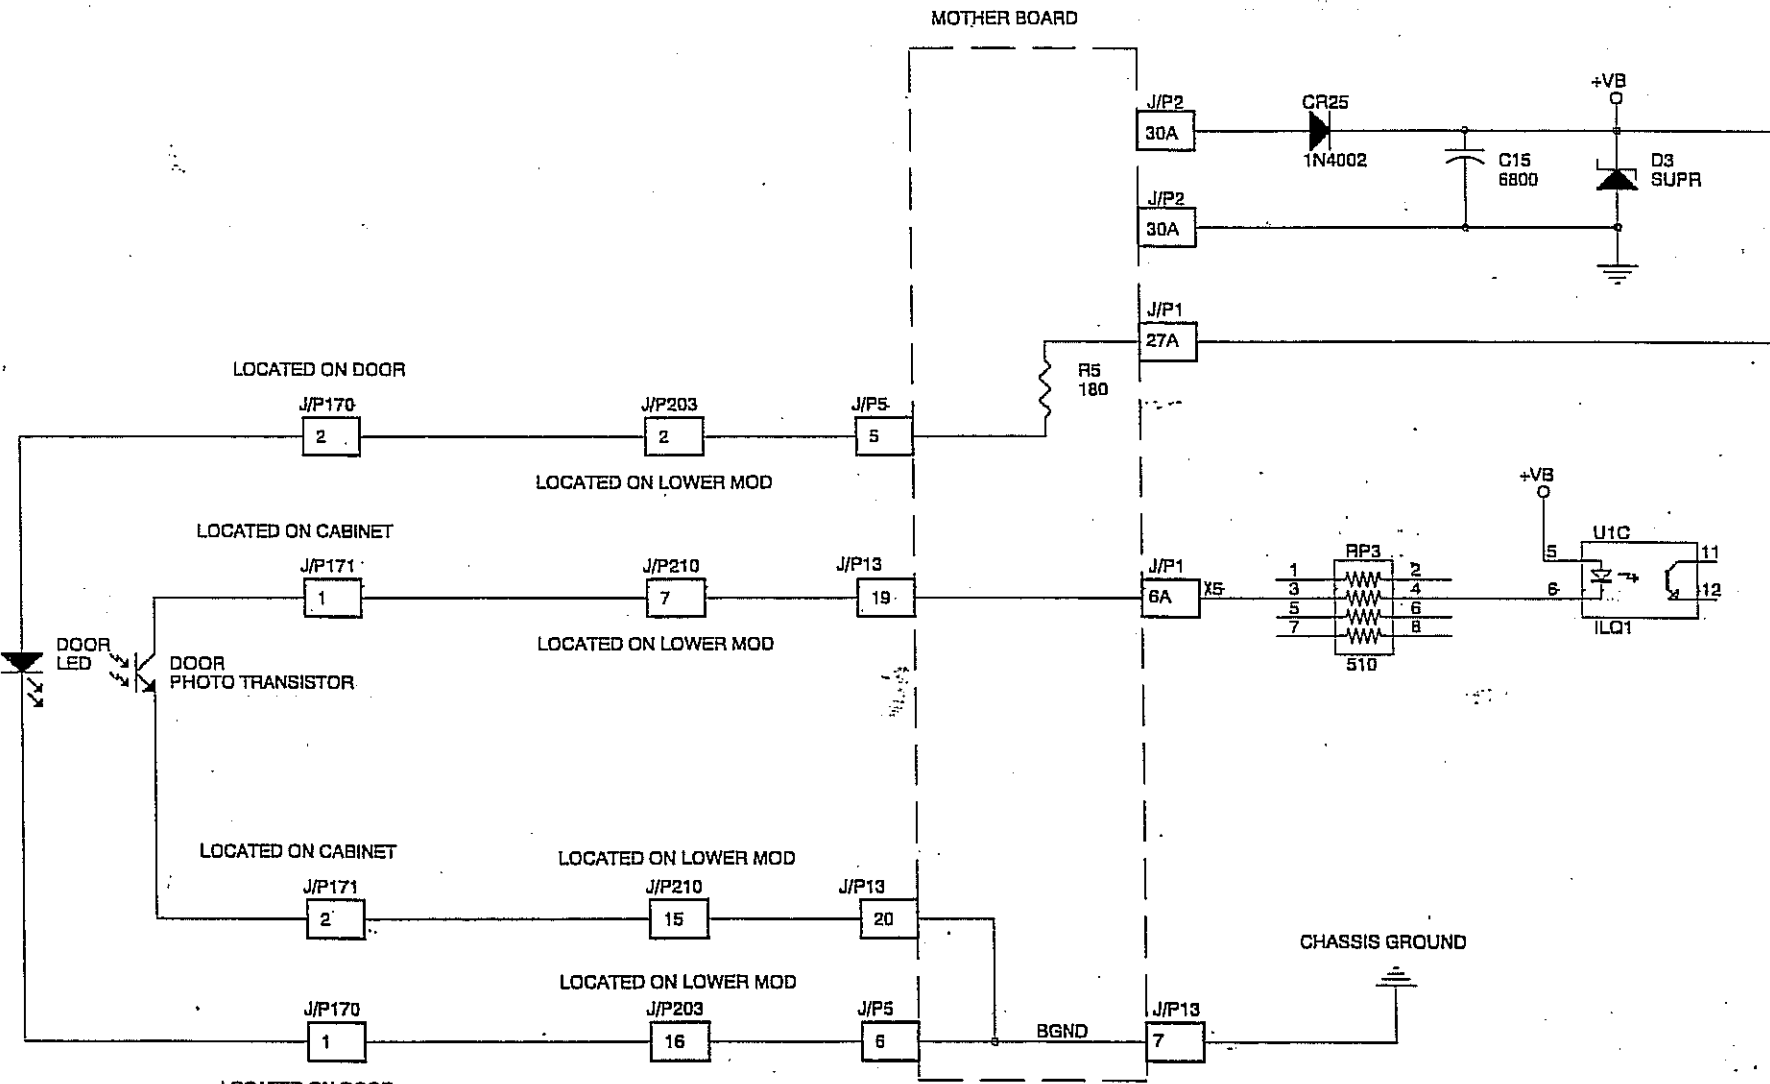 MOTHER BOARD
J/P2
30A
CR25
1N4002
+VB
C15
6800
D3
SUPR
J/P2
30A
J/P1
27A
R5
180
LOCATED ON DOOR
J/P170
2
J/P203
2
J/P5
5
LOCATED ON LOWER MOD
LOCATED ON CABINET
J/P171
1
J/P210
7
J/P13
19
LOCATED ON LOWER MOD
J/P1
6A
X5
RP3
1 2
3 4
5 6
7 8
510
+VB
U1C
5 11
6 12
ILQ1
DOOR
LED
DOOR
PHOTO TRANSISTOR
LOCATED ON CABINET
J/P171
2
LOCATED ON LOWER MOD
J/P210
15
J/P13
20
CHASSIS GROUND
LOCATED ON LOWER MOD
J/P170
1
J/P203
16
J/P5
6
BGND
J/P13
7
LOCATED ON DOOR